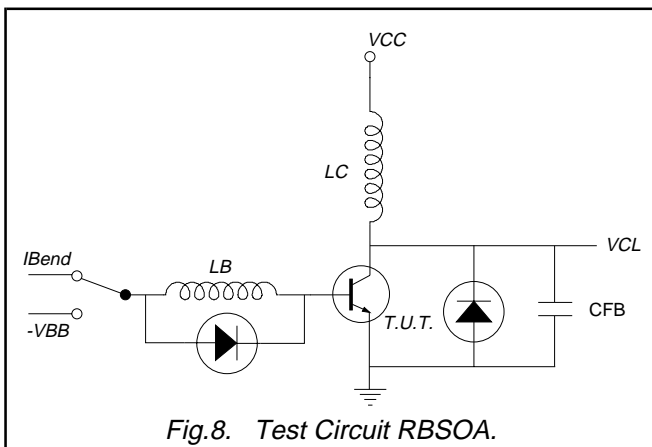 VCC
LC
VCL
IBend
LB
-VBB
T.U.T.
CFB
Fig.8. Test Circuit RBSOA.